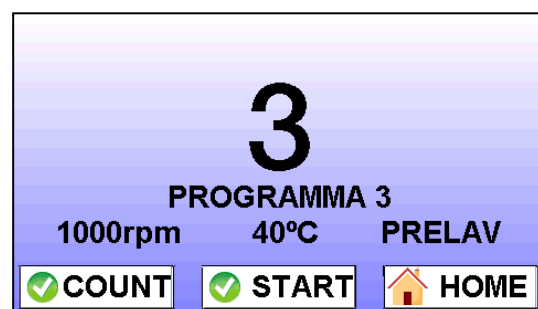 3
PROGRAMMA 3
1000rpm 40ºC PRELAV
COUNT START HOME